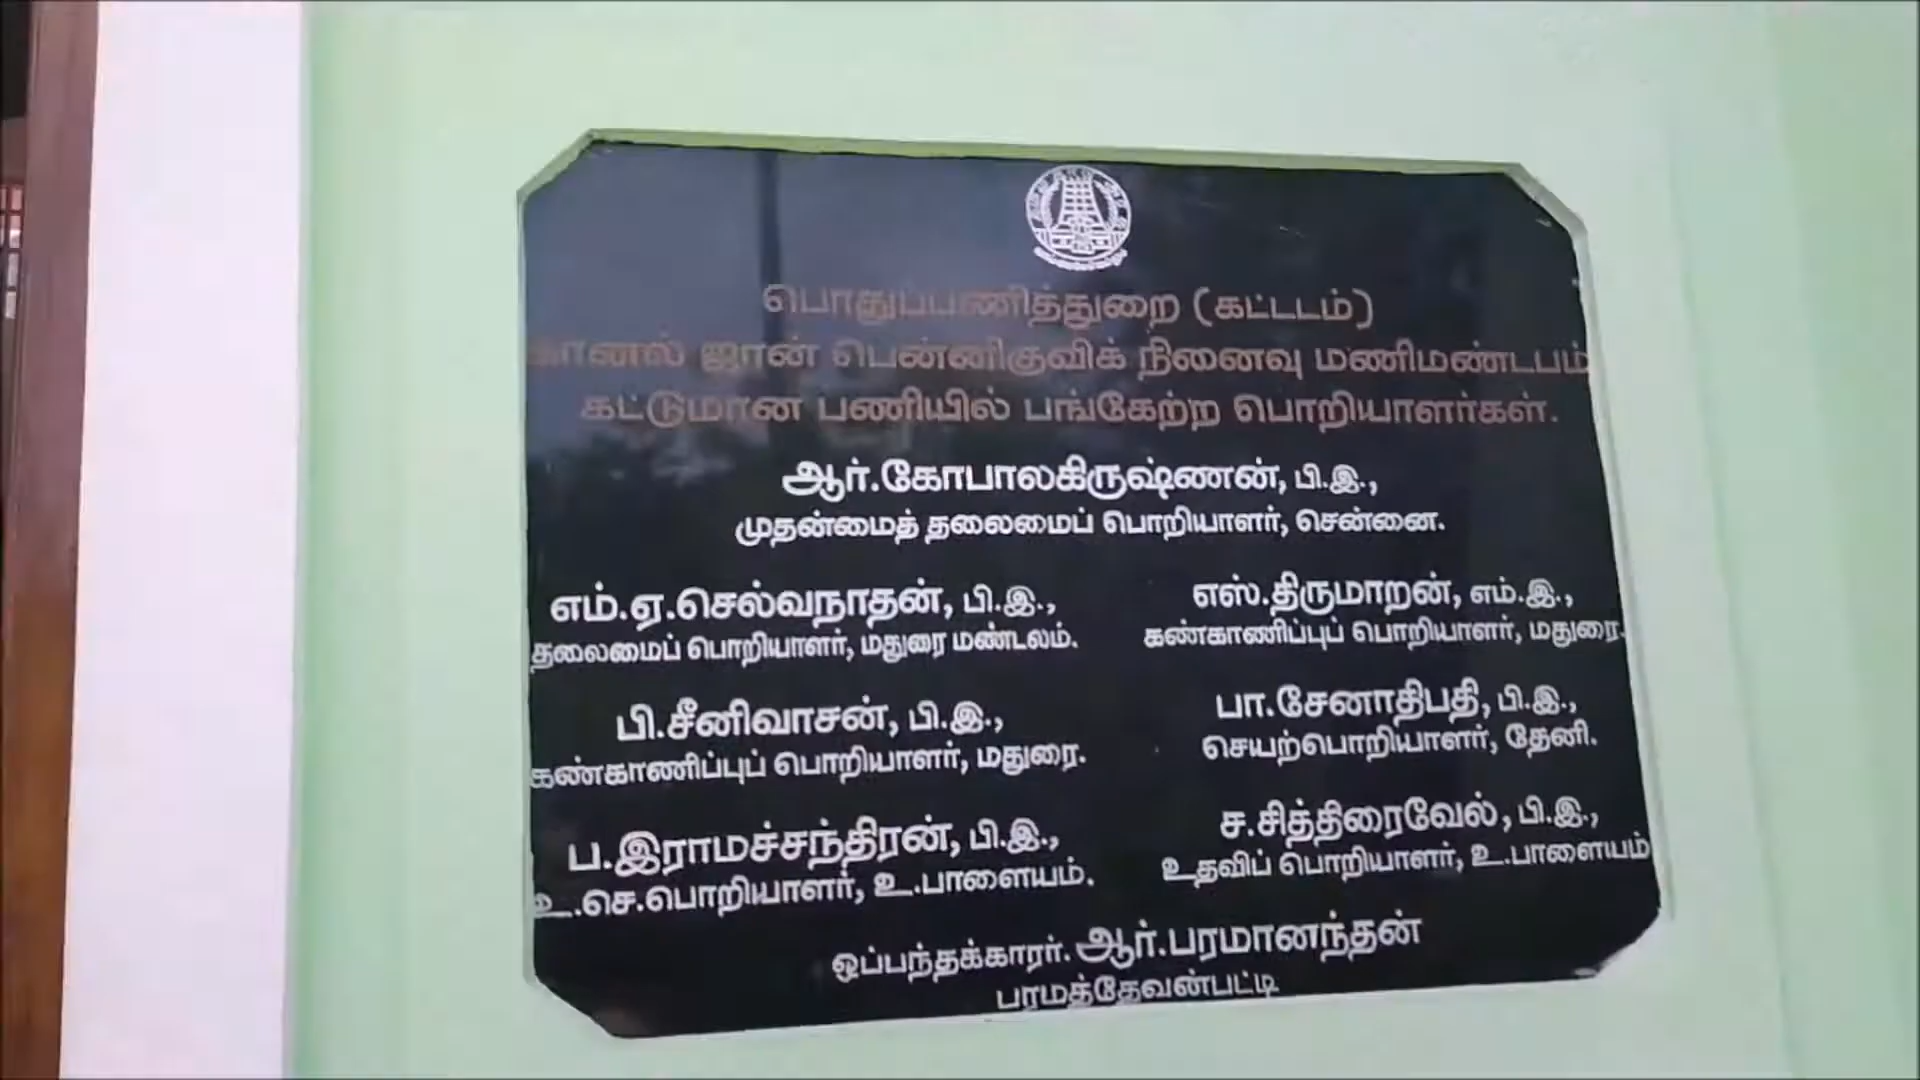 பொதுப்பணித்துறை (கட்டடம்)
கானல் ஜான் பென்னிகுவிக் நினைவு மணிமண்டபம்
கட்டுமான பணியில் பங்கேற்ற பொறியாளர்கள்.
ஆர்.கோபாலகிருஷ்ணன், பி.இ.,
முதன்மைத் தலைமைப் பொறியாளர், சென்னை.
எம்.ஏ.செல்வநாதன், பி.இ.,
தலைமைப் பொறியாளர், மதுரை மண்டலம்.
எஸ்.திருமாறன், எம்.இ.,
கண்காணிப்புப் பொறியாளர், மதுரை.
பி.சீனிவாசன், பி.இ.,
கண்காணிப்புப் பொறியாளர், மதுரை.
பா.சேனாதிபதி, பி.இ.,
செயற்பொறியாளர், தேனி.
ப.இராமச்சந்திரன், பி.இ.,
உ.செ.பொறியாளர், உ.பாளையம்.
ச.சித்திரைவேல், பி.இ.,
உதவிப் பொறியாளர், உ.பாளையம்
ஒப்பந்தக்காரர்.ஆர்.பரமானந்தன்
பரமத்தேவன்பட்டி